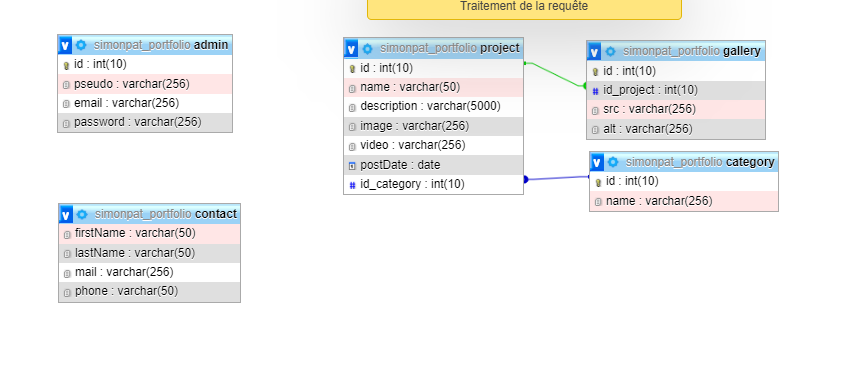 Traitement de la requête
v simonpat_portfolio admin
id : int(10)
pseudo : varchar(256)
email : varchar(256)
password : varchar(256)
v simonpat_portfolio project
id : int(10)
name : varchar(50)
description : varchar(5000)
image : varchar(256)
video : varchar(256)
postDate : date
# id_category : int(10)
v simonpat_portfolio gallery
id : int(10)
# id_project : int(10)
src : varchar(256)
alt : varchar(256)
v simonpat_portfolio category
id : int(10)
name : varchar(256)
v simonpat_portfolio contact
firstName : varchar(50)
lastName : varchar(50)
mail : varchar(256)
phone : varchar(50)